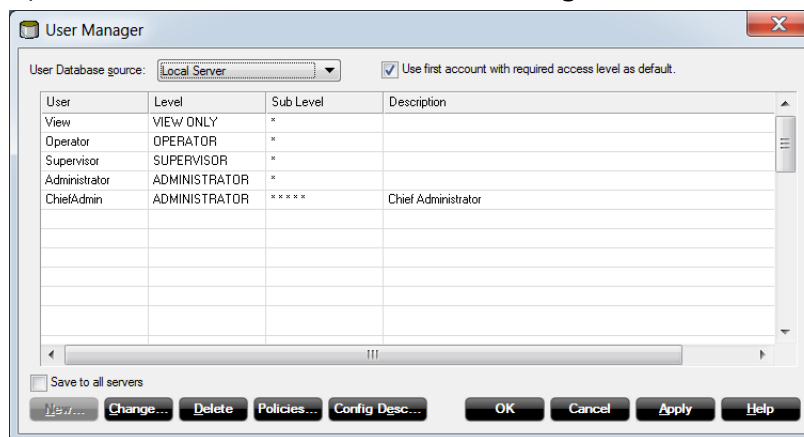 User Manager
User Database source: Local Server Use first account with required access level as default.
User Level Sub Level Description
View VIEW ONLY *
Operator OPERATOR *
Supervisor SUPERVISOR *
Administrator ADMINISTRATOR *
ChiefAdmin ADMINISTRATOR * * * * * Chief Administrator
Save to all servers
New... Change... Delete Policies... Config Desc... OK Cancel Apply Help